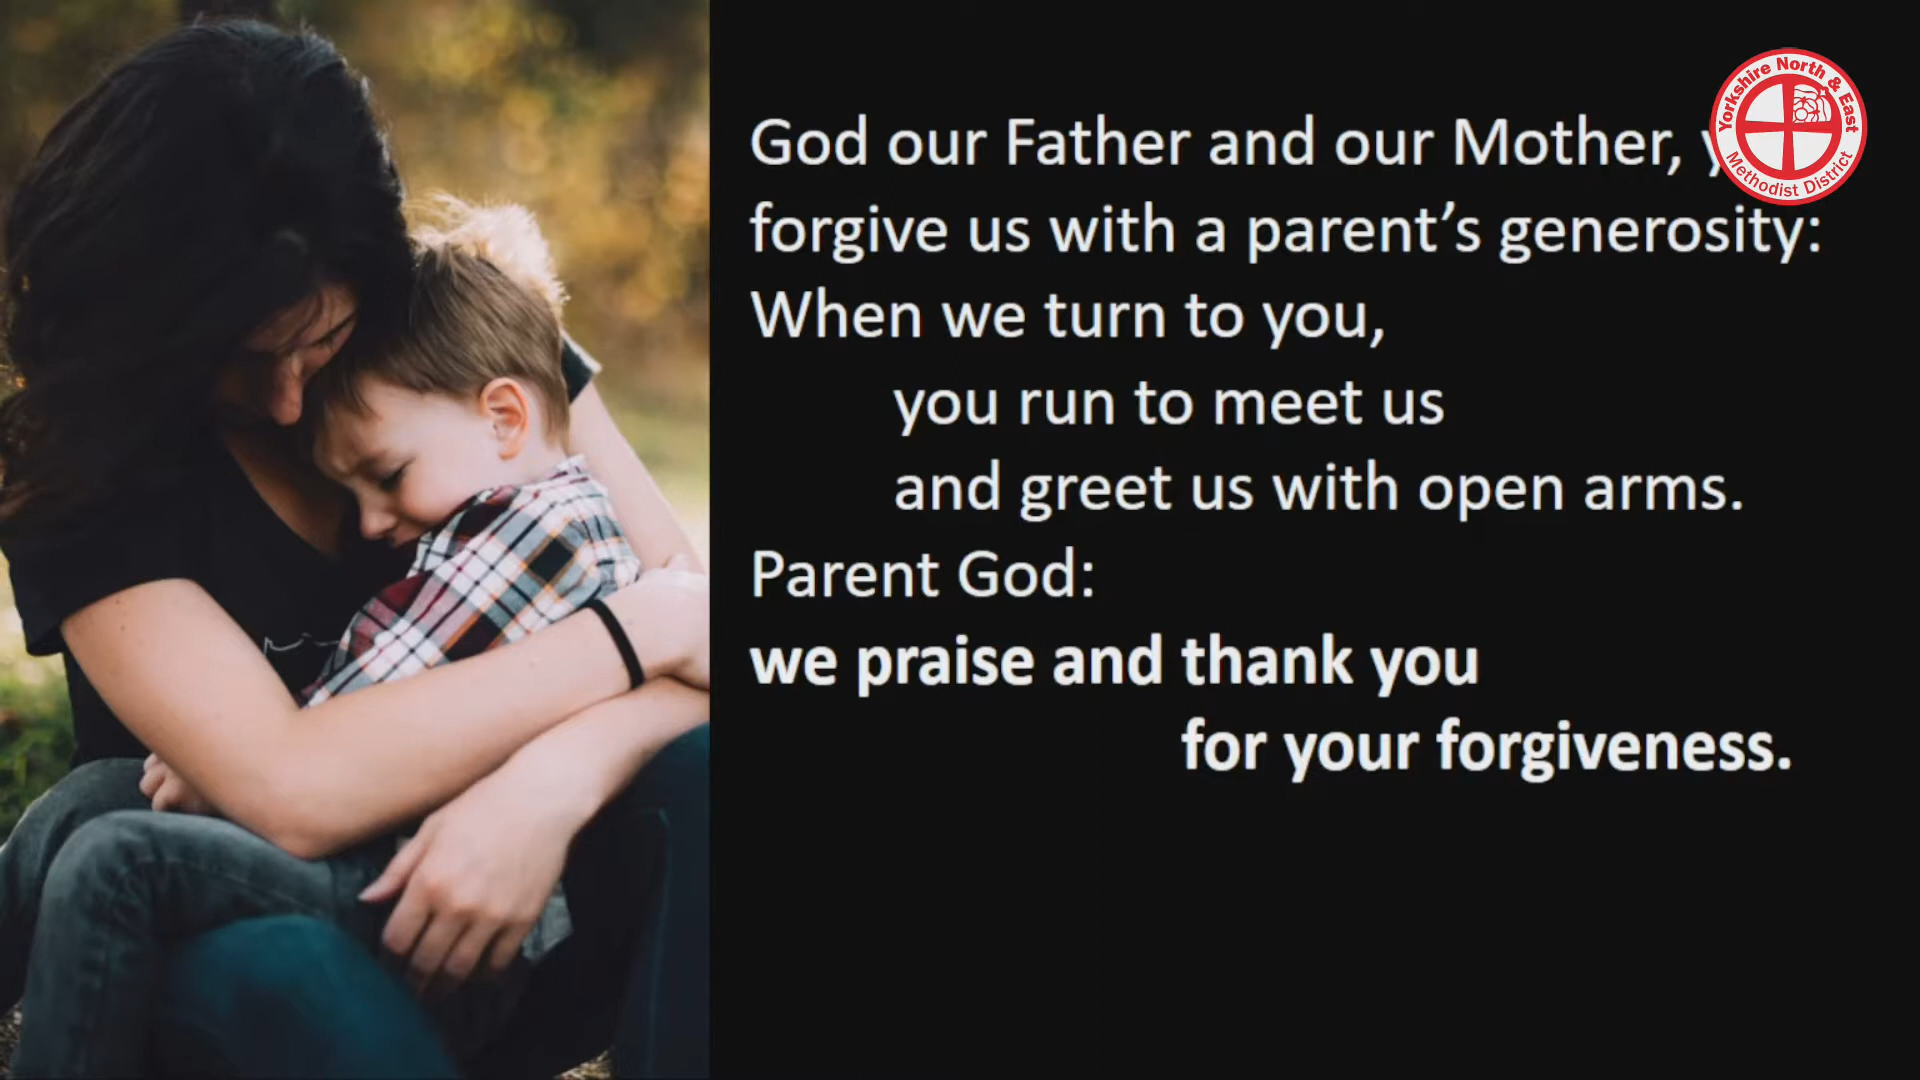 God our Father and our Mother,
forgive us with a parent’s generosity:
When we turn to you,
you run to meet us
and greet us with open arms.
Parent God:
we praise and thank you
for your forgiveness.
Yorkshire North & East
Methodist District